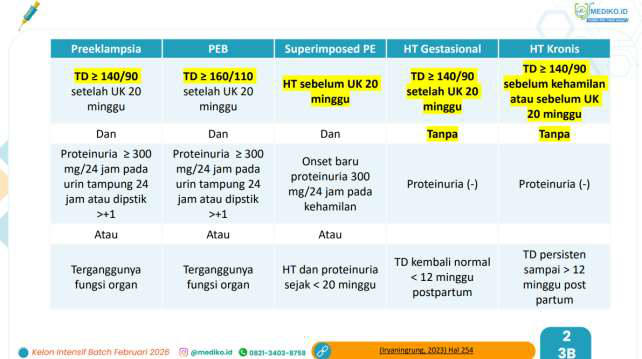 MEDIKO.ID
Preeklampsia PEB Superimposed PE HT Gestasional HT Kronis
TD ≥ 140/90
setelah UK 20
minggu
TD ≥ 160/110
setelah UK 20
minggu
HT sebelum UK 20
minggu
TD ≥ 140/90
setelah UK 20
minggu
TD ≥ 140/90
sebelum kehamilan
atau sebelum UK
20 minggu
Dan Dan Dan Tanpa Tanpa
Proteinuria ≥ 300
mg/24 jam pada
urin tampung 24
jam atau dipstik
>+1
Proteinuria ≥ 300
mg/24 jam pada
urin tampung 24
jam atau dipstik
>+1
Onset baru
proteinuria 300
mg/24 jam pada
kehamilan
Proteinuria (-)
Proteinuria (-)
Atau Atau Atau
Terganggunya
fungsi organ
Terganggunya
fungsi organ
HT dan proteinuria
sejak < 20 minggu
TD kembali normal
< 12 minggu
postpartum
TD persisten
sampai > 12
minggu post
partum
Kelon Intensif Batch Februari 2026 @mediko.id 0821-3403-8758 (Iryaningrung, 2023) Hal 254
2
3B